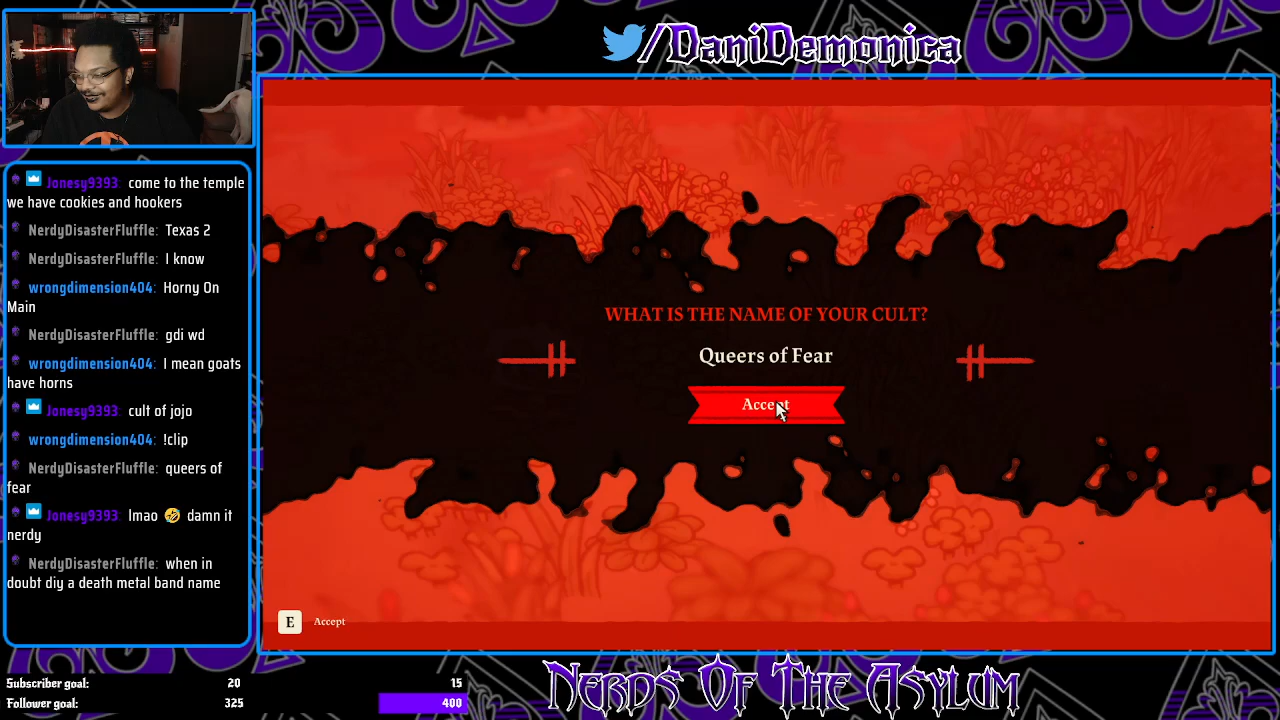 /DaniDemonica
Jonesy9393: come to the temple
we have cookies and hookers
NerdyDisasterFluffle: Texas 2
NerdyDisasterFluffle: I know
wrongdimension404: Horny On
Main
NerdyDisasterFluffle: gdi wd
wrongdimension404: I mean goats
have horns
Jonesy9393: cult of jojo
wrongdimension404: !clip
NerdyDisasterFluffle: queers of
fear
Jonesy9393: lmao 🤣 damn it
nerdy
NerdyDisasterFluffle: when in
doubt diy a death metal band name
WHAT IS THE NAME OF YOUR CULT?
Queers of Fear
Accept
E Accept
Subscriber goal: 20 15
Follower goal: 325 400
Nerds Of The Asylum